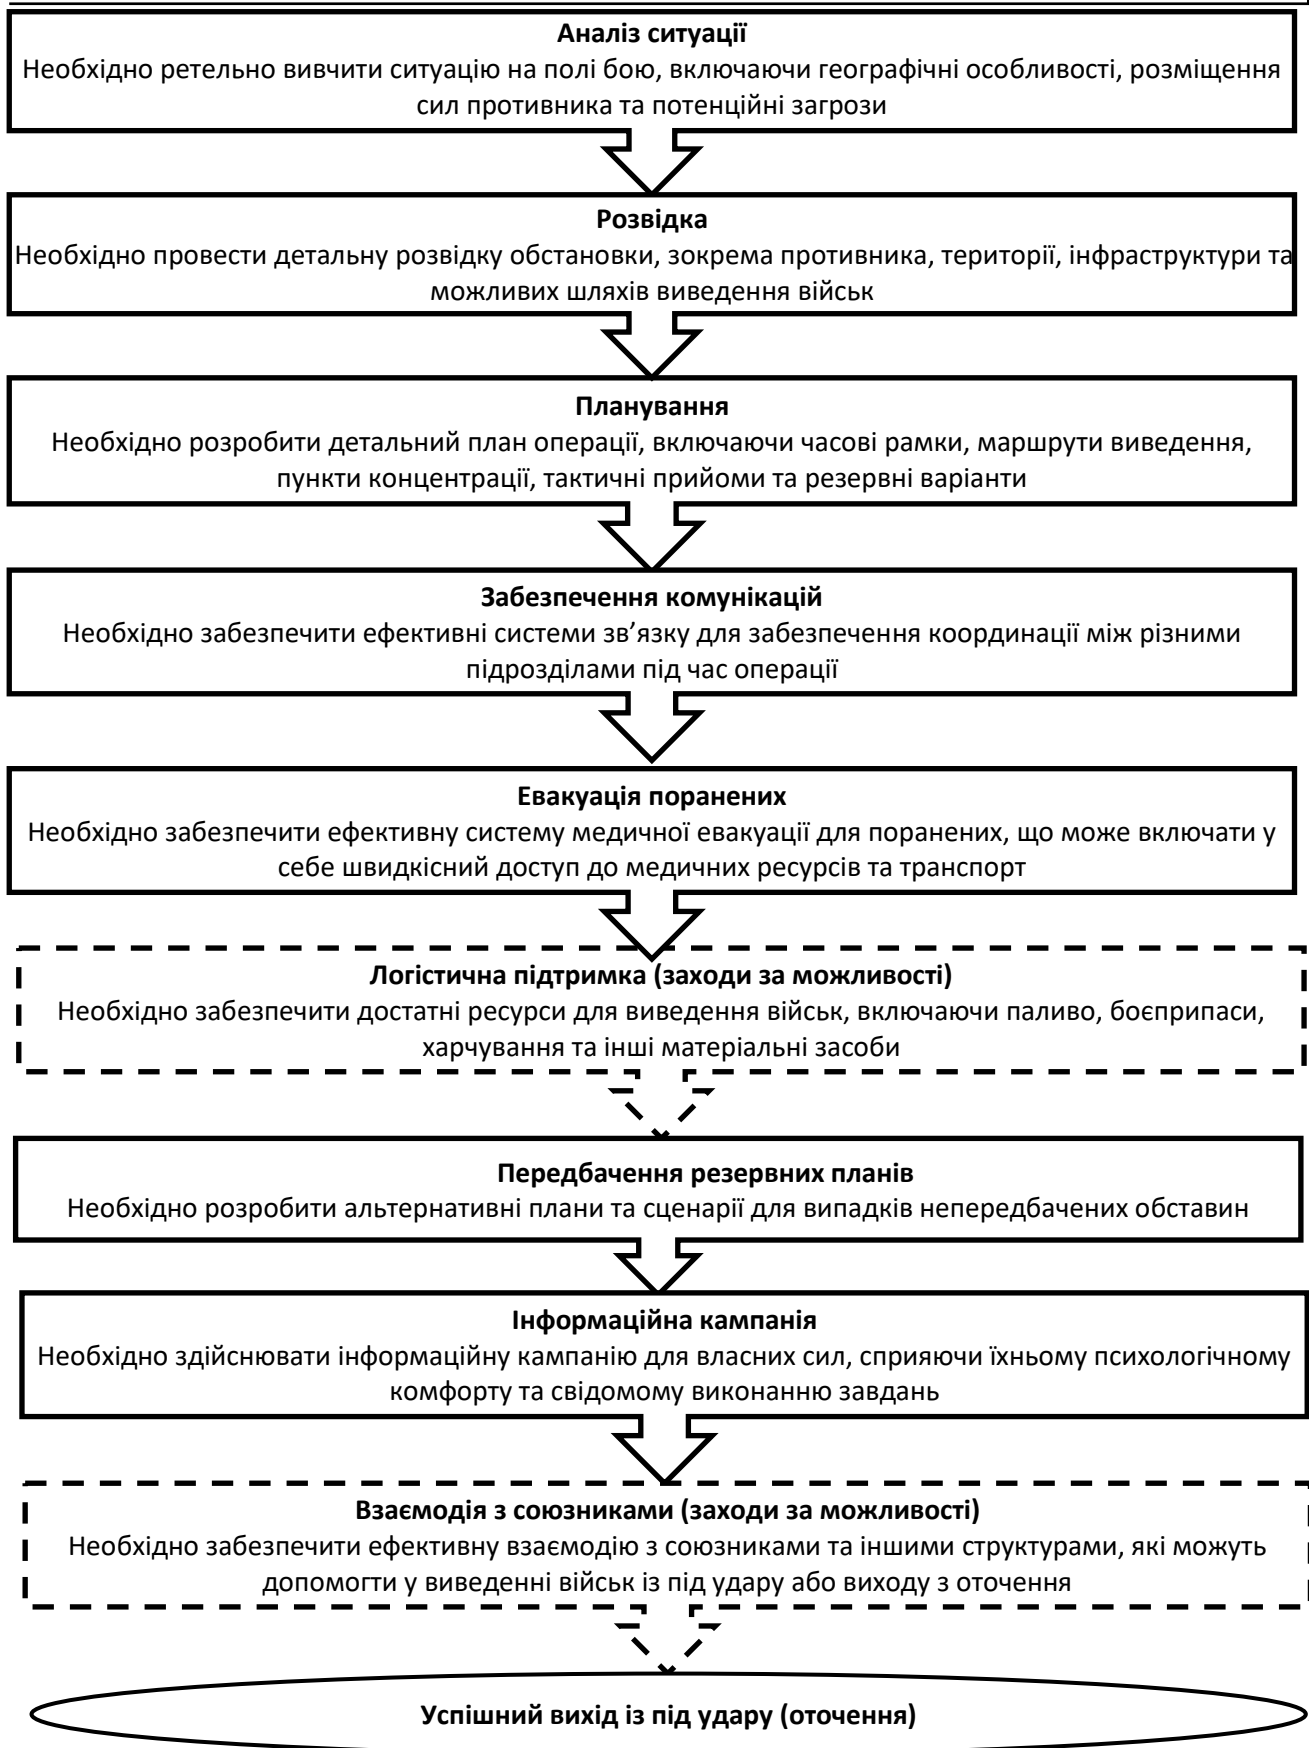 Аналіз ситуації
Необхідно ретельно вивчити ситуацію на полі бою, включаючи географічні особливості, розміщення
сил противника та потенційні загрози
Розвідка
Необхідно провести детальну розвідку обстановки, зокрема противника, території, інфраструктури та
можливих шляхів виведення військ
Планування
Необхідно розробити детальний план операції, включаючи часові рамки, маршрути виведення,
пункти концентрації, тактичні прийоми та резервні варіанти
Забезпечення комунікацій
Необхідно забезпечити ефективні системи зв’язку для забезпечення координації між різними
підрозділами під час операції
Евакуація поранених
Необхідно забезпечити ефективну систему медичної евакуації для поранених, що може включати у
себе швидкісний доступ до медичних ресурсів та транспорт
Логістична підтримка (заходи за можливості)
Необхідно забезпечити достатні ресурси для виведення військ, включаючи паливо, боєприпаси,
харчування та інші матеріальні засоби
Передбачення резервних планів
Необхідно розробити альтернативні плани та сценарії для випадків непередбачених обставин
Інформаційна кампанія
Необхідно здійснювати інформаційну кампанію для власних сил, сприяючи їхньому психологічному
комфорту та свідомому виконанню завдань
Взаємодія з союзниками (заходи за можливості)
Необхідно забезпечити ефективну взаємодію з союзниками та іншими структурами, які можуть
допомогти у виведенні військ із під удару або виходу з оточення
Успішний вихід із під удару (оточення)